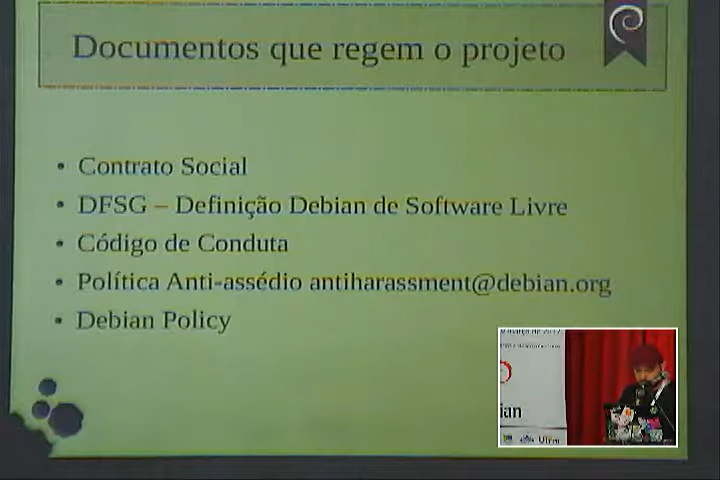 Documentos que regem o projeto
• Contrato Social
• DFSG – Definição Debian de Software Livre
• Código de Conduta
• Política Anti-assédio antiharassment@debian.org
• Debian Policy
ian